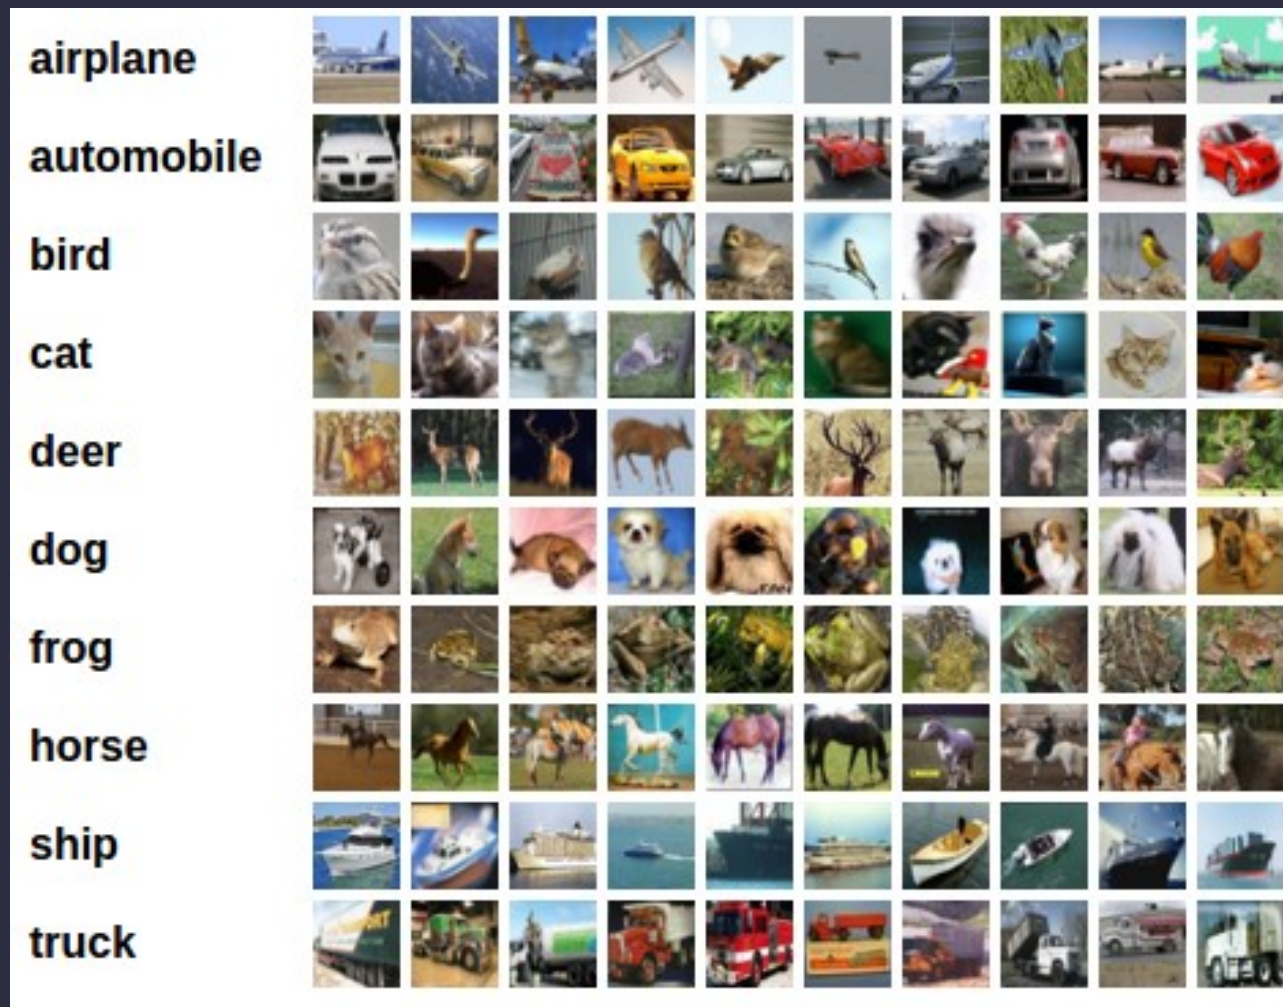 airplane
automobile
bird
cat
deer
dog
frog
horse
ship
truck